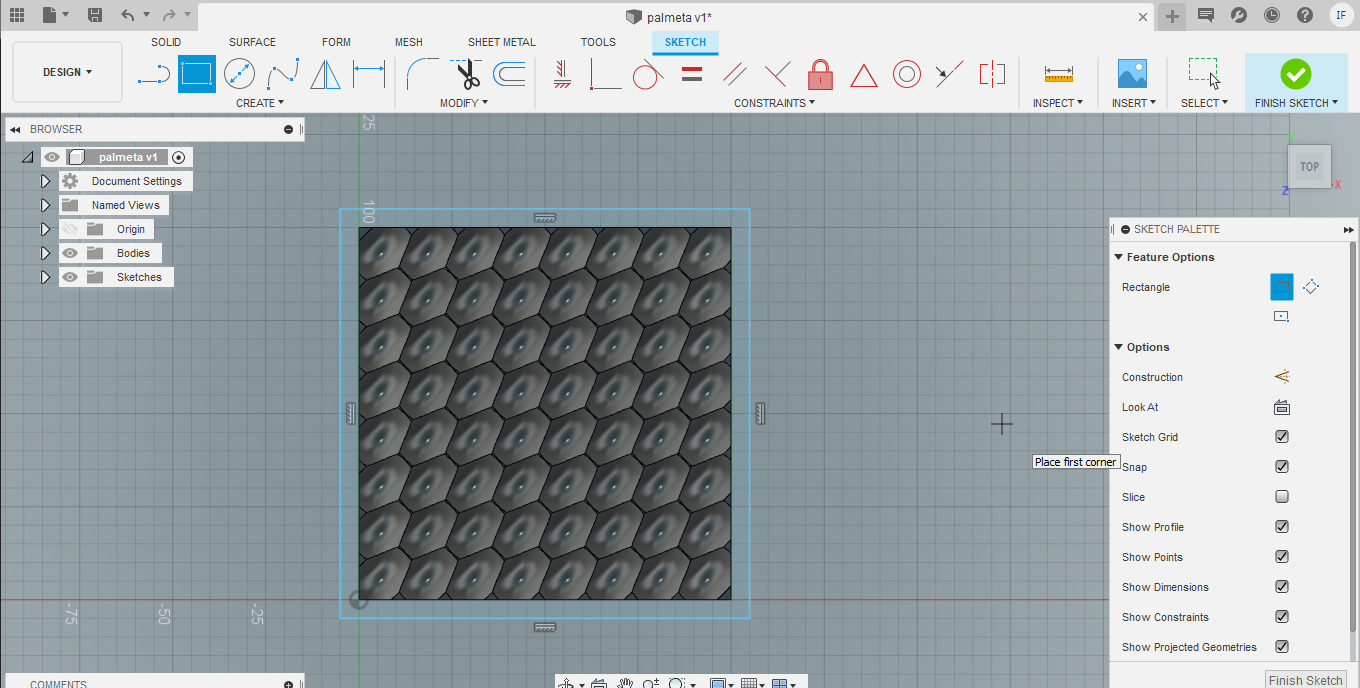 palmeta v1*
IF
SOLID SURFACE FORM MESH SHEET METAL TOOLS SKETCH
DESIGN
CREATE MODIFY CONSTRAINTS INSPECT INSERT SELECT FINISH SKETCH
BROWSER
palmeta v1
Document Settings
Named Views
Origin
Bodies
Sketches
25
100
-75
-50
-25
TOP
Z
X
Place first corner
SKETCH PALETTE
Feature Options
Rectangle
Options
Construction
Look At
Sketch Grid
Snap
Slice
Show Profile
Show Points
Show Dimensions
Show Constraints
Show Projected Geometries
Finish Sketch
COMMENTS